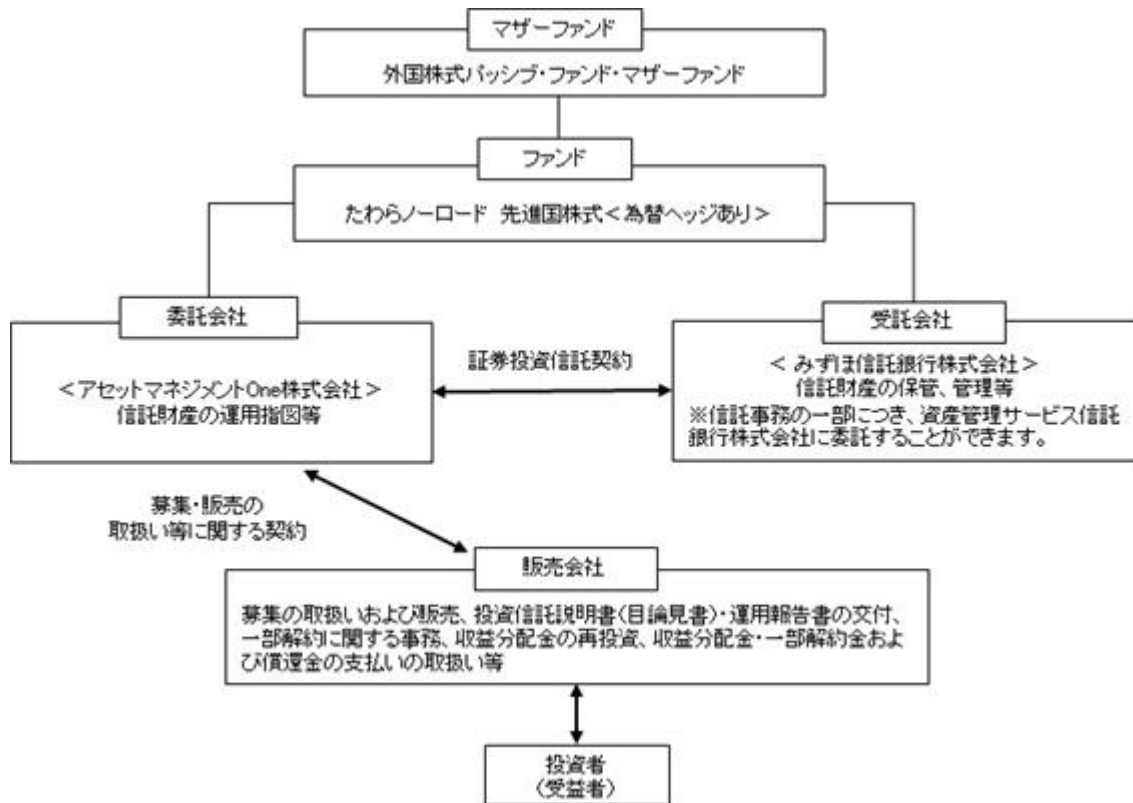 マザーファンド
外国株式パッシブ・ファンド・マザーファンド
ファンド
たわらノーロード 先進国株式<為替ヘッジあり>
委託会社
<アセットマネジメントOne株式会社>
信託財産の運用指図等
証券投資信託契約
受託会社
< みずほ信託銀行株式会社>
信託財産の保管、管理等
※信託事務の一部につき、資産管理サービス信託
銀行株式会社に委託することができます。
募集・販売の
取扱い等に関する契約
販売会社
募集の取扱いおよび販売、投資信託説明書(目論見書)・運用報告書の交付、
一部解約に関する事務、収益分配金の再投資、収益分配金・一部解約金およ
び償還金の支払いの取扱い等
投資者
(受益者)